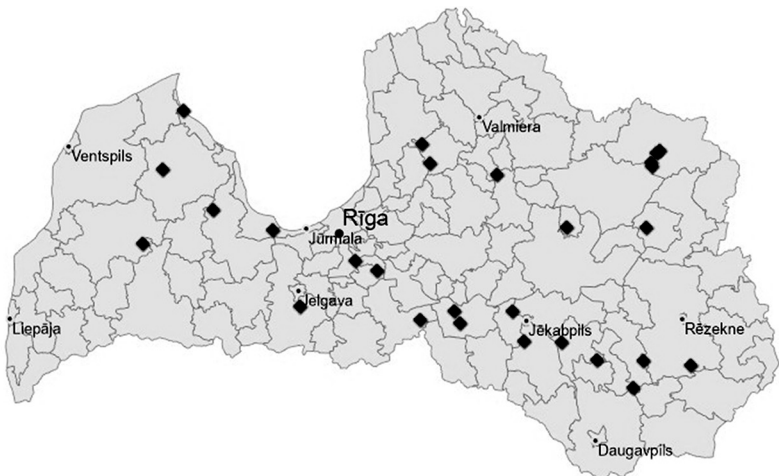 Valmiera
Ventspils
Rīga
Jūrmala
Jelgava
Liepāja
Jēkabpils
Rēzekne
Daugavpils